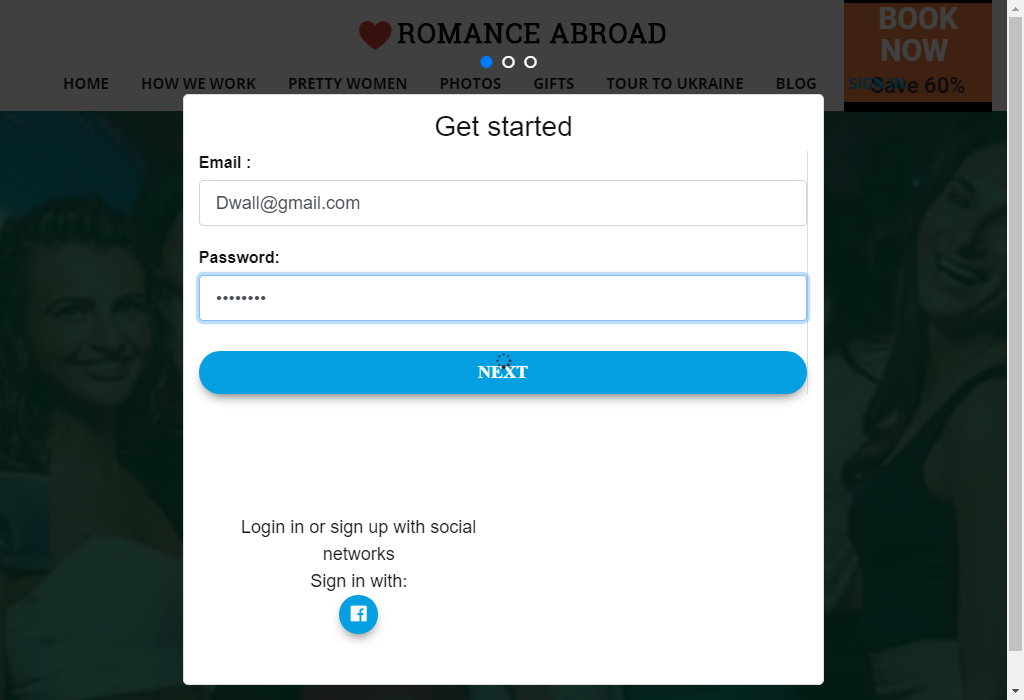 ROMANCE ABROAD
BOOK
NOW
Save 60%
HOME HOW WE WORK PRETTY WOMEN PHOTOS GIFTS TOUR TO UKRAINE BLOG SIGN IN
Get started
Email :
Dwall@gmail.com
Password:
••••••••
NEXT
Login in or sign up with social
networks
Sign in with: